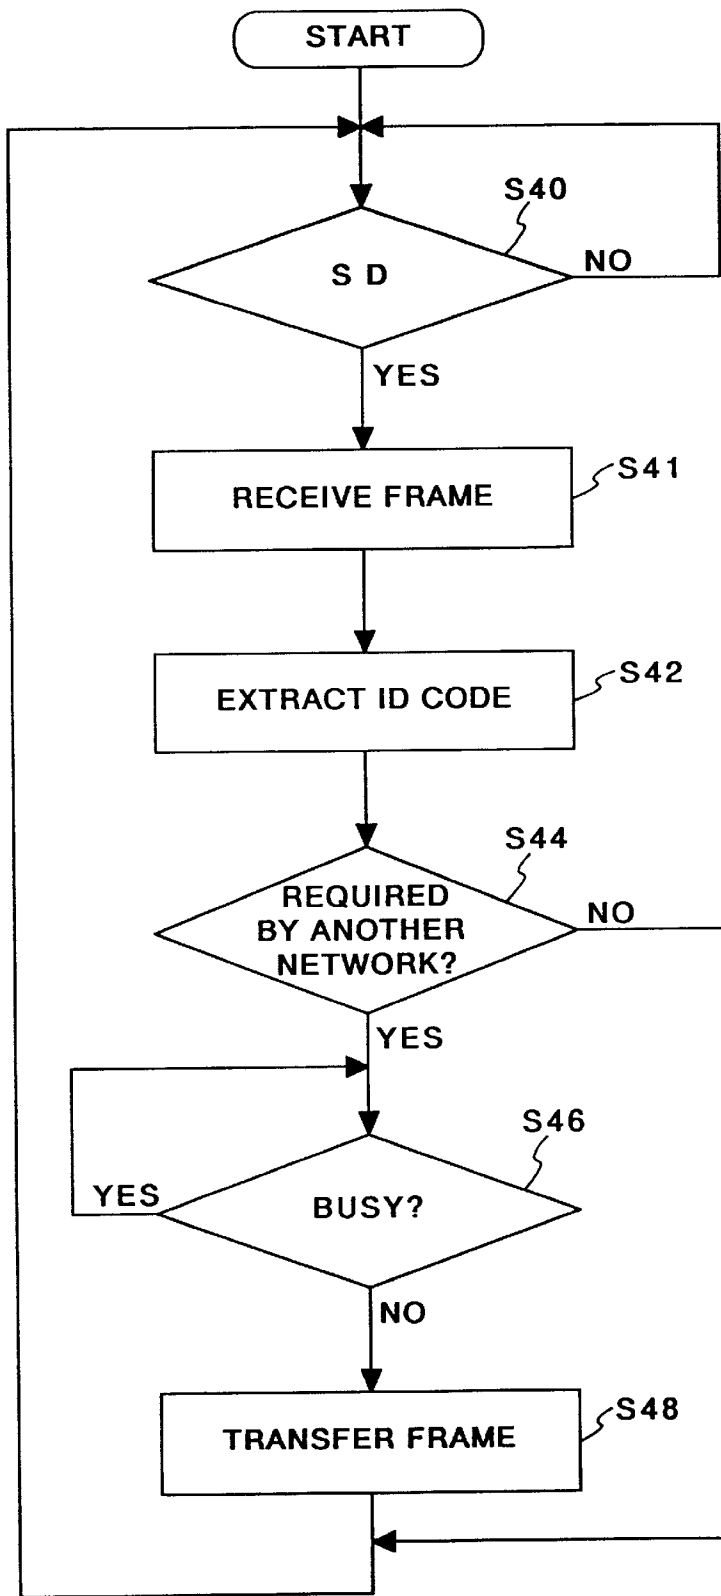 START
S40
S D
NO
YES
S41
RECEIVE FRAME
S42
EXTRACT ID CODE
S44
REQUIRED
BY ANOTHER
NETWORK?
NO
YES
S46
BUSY?
YES
NO
S48
TRANSFER FRAME